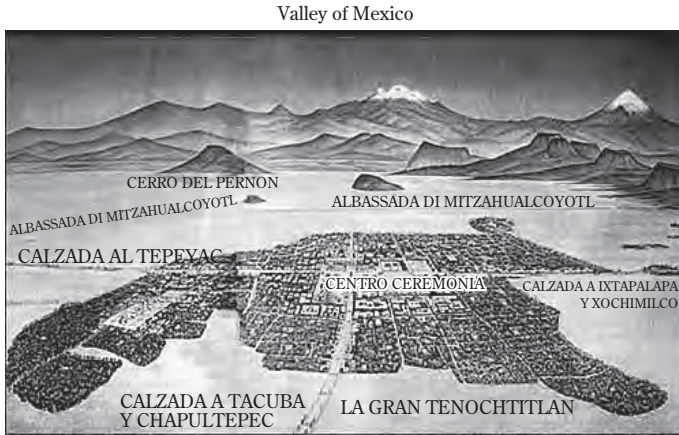 Valley of Mexico
CERRO DEL PERNON
ALBASSADA DI MITZAHUALCOYOTL
ALBASSADA DI MITZAHUALCOYOTL
CALZADA AL TEPEYAC
CENTRO CEREMONIA
CALZADA A IXTAPALAPA
Y XOCHIMILCO
CALZADA A TACUBA
Y CHAPULTEPEC
LA GRAN TENOCHTITLAN